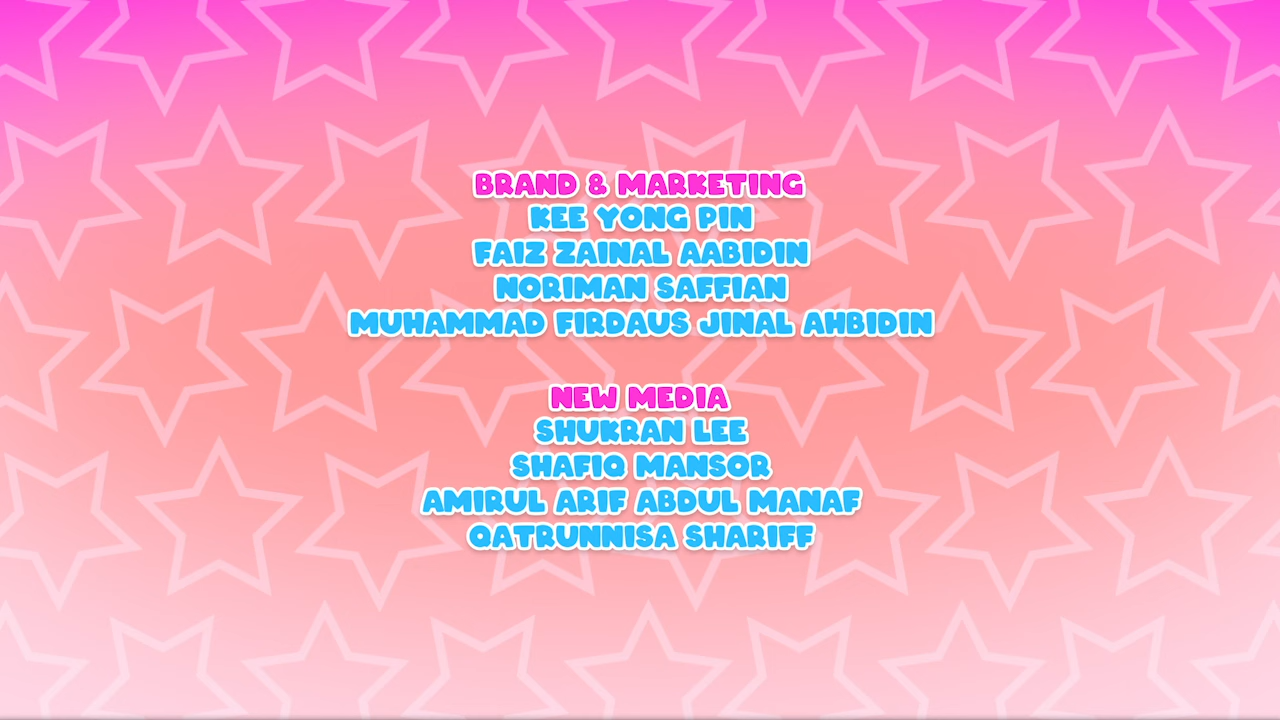 BRAND & MARKETING
KEE YONG PIN
FAIZ ZAINAL AABIDIN
NORIMAN SAFFIAN
MUHAMMAD FIRDAUS JINAL AHBIDIN
NEW MEDIA
SHUKRAN LEE
SHAFIQ MANSOR
AMIRUL ARIF ABDUL MANAF
QATRUNNISA SHARIFF